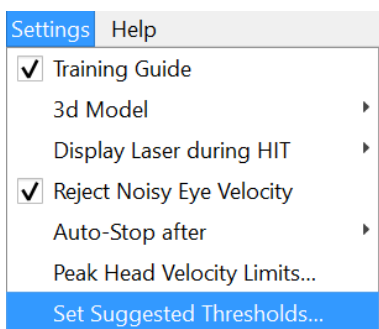 Settings Help
Training Guide
3d Model
Display Laser during HIT
Reject Noisy Eye Velocity
Auto-Stop after
Peak Head Velocity Limits...
Set Suggested Thresholds...